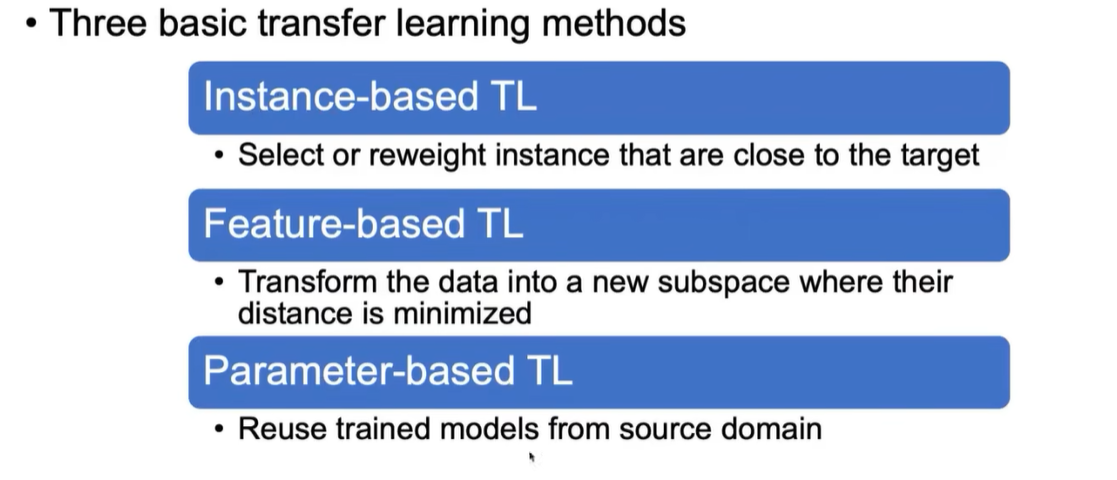 • Three basic transfer learning methods
Instance-based TL
• Select or reweight instance that are close to the target
Feature-based TL
• Transform the data into a new subspace where their
distance is minimized
Parameter-based TL
• Reuse trained models from source domain